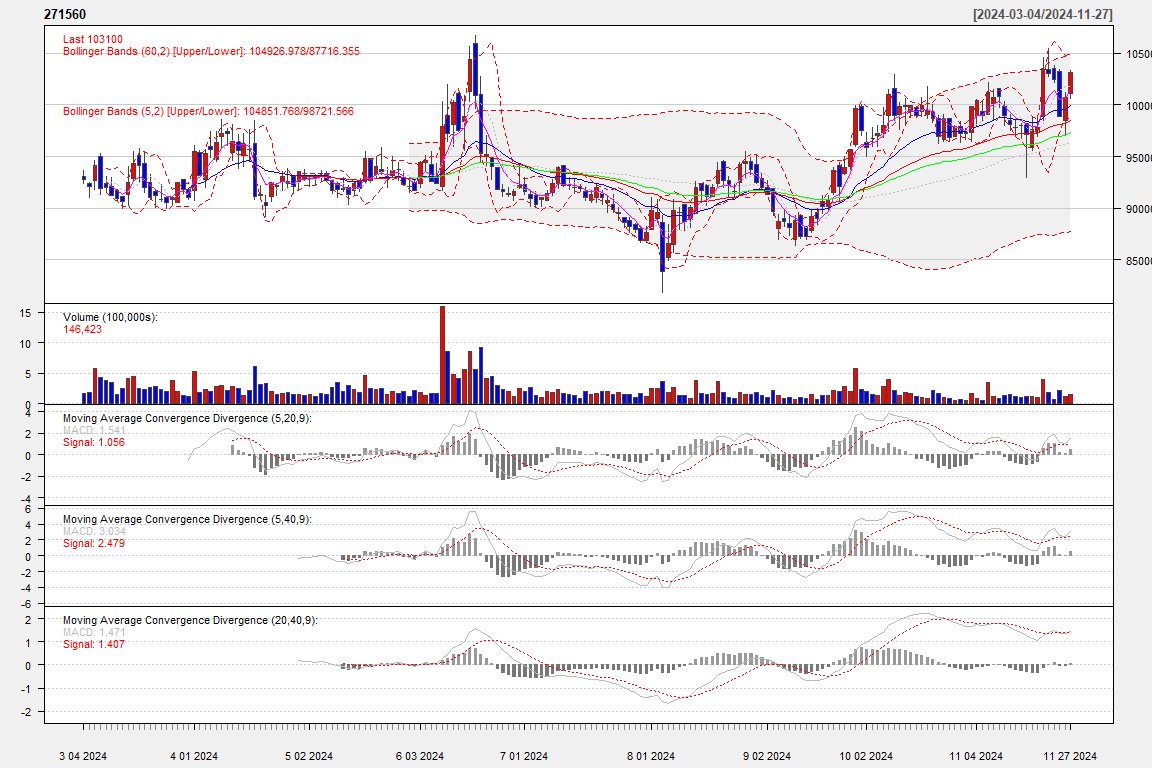 271560 [2024-03-04/2024-11-27]
Last 103100
Bollinger Bands (60,2) [Upper/Lower]: 104926.978/87716.355
Bollinger Bands (5,2) [Upper/Lower]: 104851.768/98721.566
10500
10000
95000
90000
85000
Volume (100,000s):
146,423
15
10
5
0
Moving Average Convergence Divergence (5,20,9):
MACD: 1.541
Signal: 1.056
4
2
0
-2
-4
Moving Average Convergence Divergence (5,40,9):
MACD: 3.034
Signal: 2.479
6
4
2
0
-2
-4
-6
Moving Average Convergence Divergence (20,40,9):
MACD: 1.471
Signal: 1.407
2
1
0
-1
-2
3 04 2024 4 01 2024 5 02 2024 6 03 2024 7 01 2024 8 01 2024 9 02 2024 10 02 2024 11 04 2024 11 27 2024